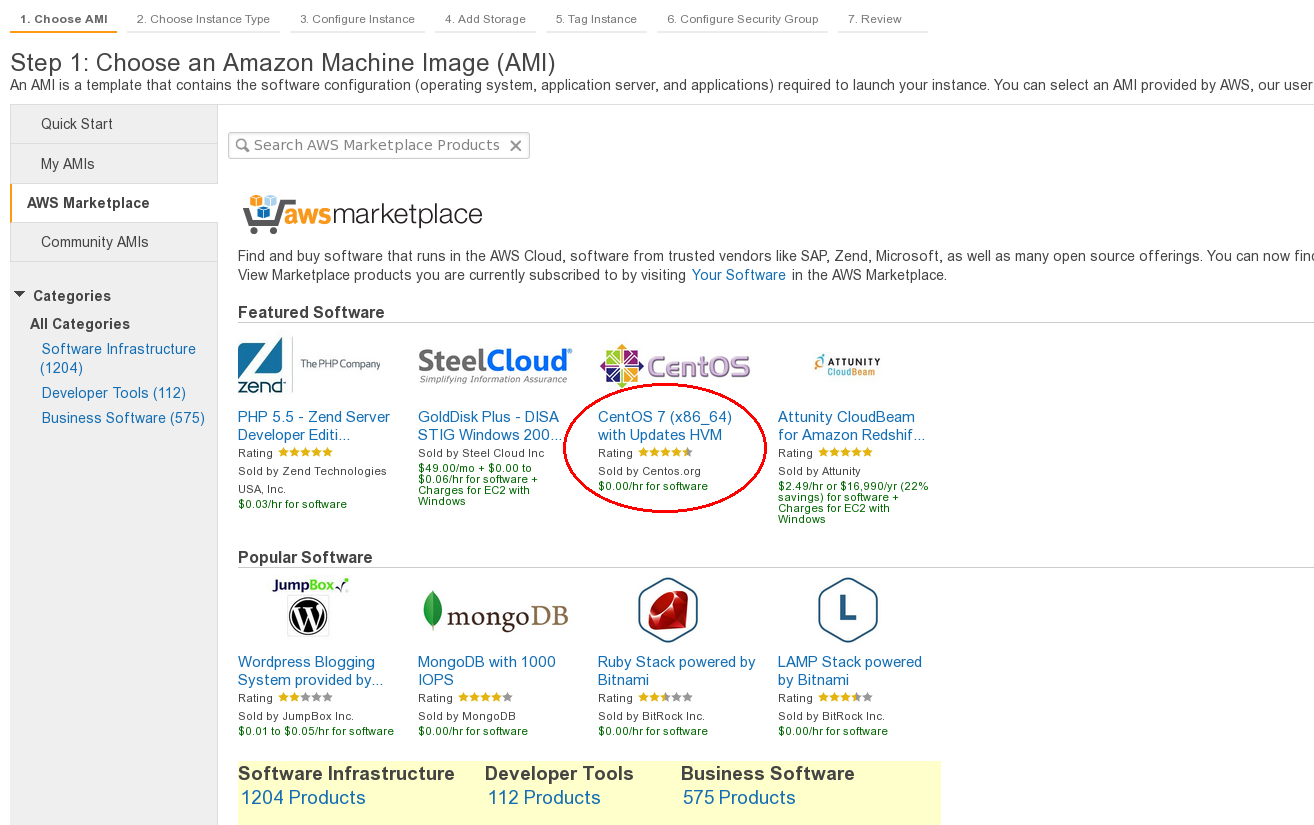 1. Choose AMI 2. Choose Instance Type 3. Configure Instance 4. Add Storage 5. Tag Instance 6. Configure Security Group 7. Review
Step 1: Choose an Amazon Machine Image (AMI)
An AMI is a template that contains the software configuration (operating system, application server, and applications) required to launch your instance. You can select an AMI provided by AWS, our user
Quick Start
My AMIs
AWS Marketplace
Community AMIs
Categories
All Categories
Software Infrastructure
(1204)
Developer Tools (112)
Business Software (575)
Search AWS Marketplace Products
awsmarketplace
Find and buy software that runs in the AWS Cloud, software from trusted vendors like SAP, Zend, Microsoft, as well as many open source offerings. You can now find
View Marketplace products you are currently subscribed to by visiting Your Software in the AWS Marketplace.
Featured Software
zend The PHP Company
PHP 5.5 - Zend Server
Developer Editi...
Rating
Sold by Zend Technologies
USA, Inc.
$0.03/hr for software
SteelCloud®
Simplifying Information Assurance
GoldDisk Plus - DISA
STIG Windows 200...
Sold by Steel Cloud Inc
$49.00/mo + $0.00 to
$0.06/hr for software +
Charges for EC2 with
Windows
CentOS
CentOS 7 (x86_64)
with Updates HVM
Rating
Sold by Centos.org
$0.00/hr for software
ATTUNITY
CloudBeam
Attunity CloudBeam
for Amazon Redshif...
Rating
Sold by Attunity
$2.49/hr or $16,990/yr (22%
savings) for software +
Charges for EC2 with
Windows
Popular Software
JumpBox
Wordpress Blogging
System provided by...
Rating
Sold by JumpBox Inc.
$0.01 to $0.05/hr for software
mongoDB
MongoDB with 1000
IOPS
Rating
Sold by MongoDB
$0.00/hr for software
Ruby Stack powered by
Bitnami
Rating
Sold by BitRock Inc.
$0.00/hr for software
L
LAMP Stack powered
by Bitnami
Rating
Sold by BitRock Inc.
$0.00/hr for software
Software Infrastructure Developer Tools Business Software
1204 Products 112 Products 575 Products